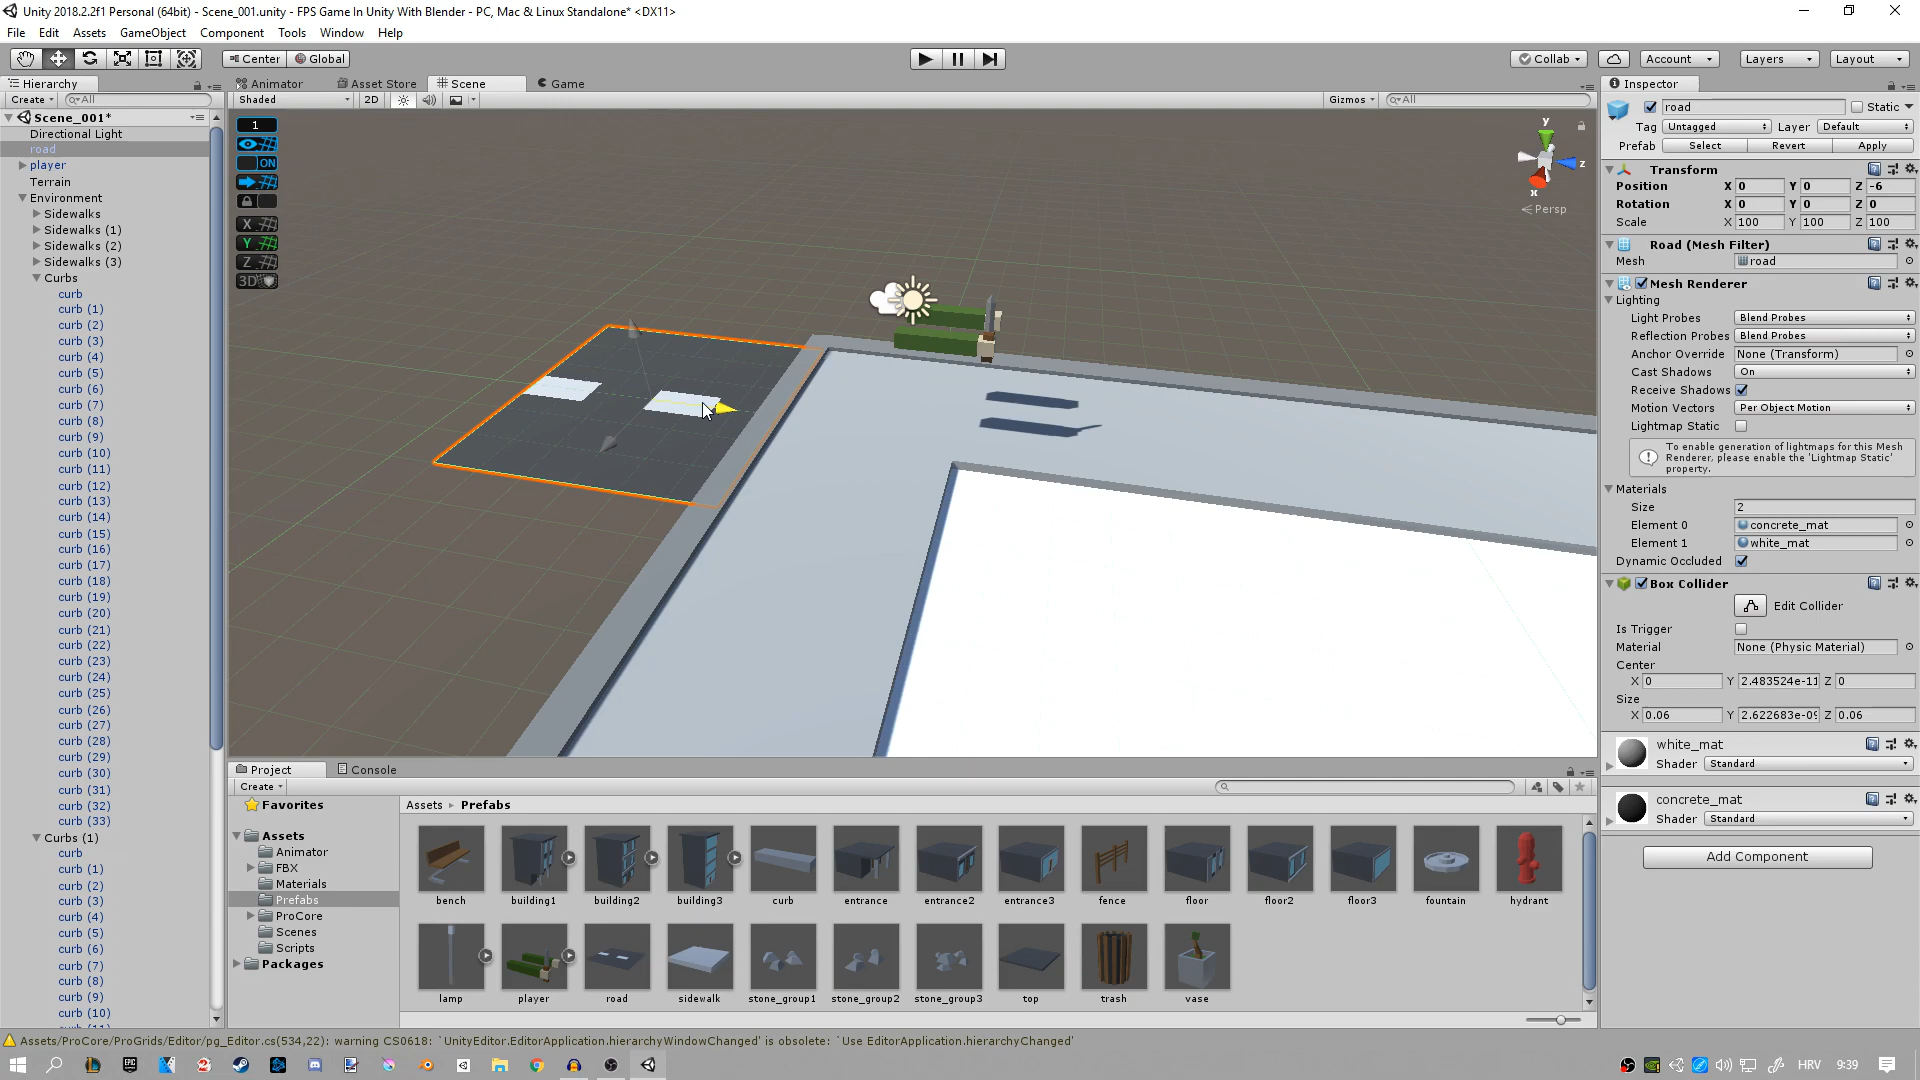 Unity 2018.2.2f1 Personal (64bit) - Scene_001.unity - FPS Game In Unity With Blender - PC, Mac & Linux Standalone* <DX11>
File Edit Assets GameObject Component Tools Window Help
Center Global Collab Account Layers Layout
Hierarchy Animator Asset Store Scene Game Inspector
Create All Shaded 2D Gizmos All
Scene_001*
Directional Light
road
player
Terrain
Environment
Sidewalks
Sidewalks (1)
Sidewalks (2)
Sidewalks (3)
Curbs
curb
curb (1)
curb (2)
curb (3)
curb (4)
curb (5)
curb (6)
curb (7)
curb (8)
curb (9)
curb (10)
curb (11)
curb (12)
curb (13)
curb (14)
curb (15)
curb (16)
curb (17)
curb (18)
curb (19)
curb (20)
curb (21)
curb (22)
curb (23)
curb (24)
curb (25)
curb (26)
curb (27)
curb (28)
curb (29)
curb (30)
curb (31)
curb (32)
curb (33)
Curbs (1)
curb
curb (1)
curb (2)
curb (3)
curb (4)
curb (5)
curb (6)
curb (7)
curb (8)
curb (9)
curb (10)
1
ON
X
Y
Z
3D
y
z
x
Persp
road Static
Tag Untagged Layer Default
Prefab Select Revert Apply
Transform
Position X 0 Y 0 Z -6
Rotation X 0 Y 0 Z 0
Scale X 100 Y 100 Z 100
Road (Mesh Filter)
Mesh road
Mesh Renderer
Lighting
Light Probes Blend Probes
Reflection Probes Blend Probes
Anchor Override None (Transform)
Cast Shadows On
Receive Shadows
Motion Vectors Per Object Motion
Lightmap Static
To enable generation of lightmaps for this Mesh
Renderer, please enable the 'Lightmap Static'
property.
Materials
Size 2
Element 0 concrete_mat
Element 1 white_mat
Dynamic Occluded
Box Collider
Edit Collider
Is Trigger
Material None (Physic Material)
Center
X 0 Y 2.483524e-11 Z 0
Size
X 0.06 Y 2.622683e-09 Z 0.06
white_mat
Shader Standard
concrete_mat
Shader Standard
Add Component
Project Console
Create
Favorites
Assets
Animator
FBX
Materials
Prefabs
ProCore
Scenes
Scripts
Packages
Assets Prefabs
bench building1 building2 building3 curb entrance entrance2 entrance3 fence floor floor2 floor3 fountain hydrant
lamp player road sidewalk stone_group1 stone_group2 stone_group3 top trash vase
Assets/ProCore/ProGrids/Editor/pg_Editor.cs(534,22): warning CS0618: `UnityEditor.EditorApplication.hierarchyWindowChanged' is obsolete: `Use EditorApplication.hierarchyChanged'
HRV 9:39